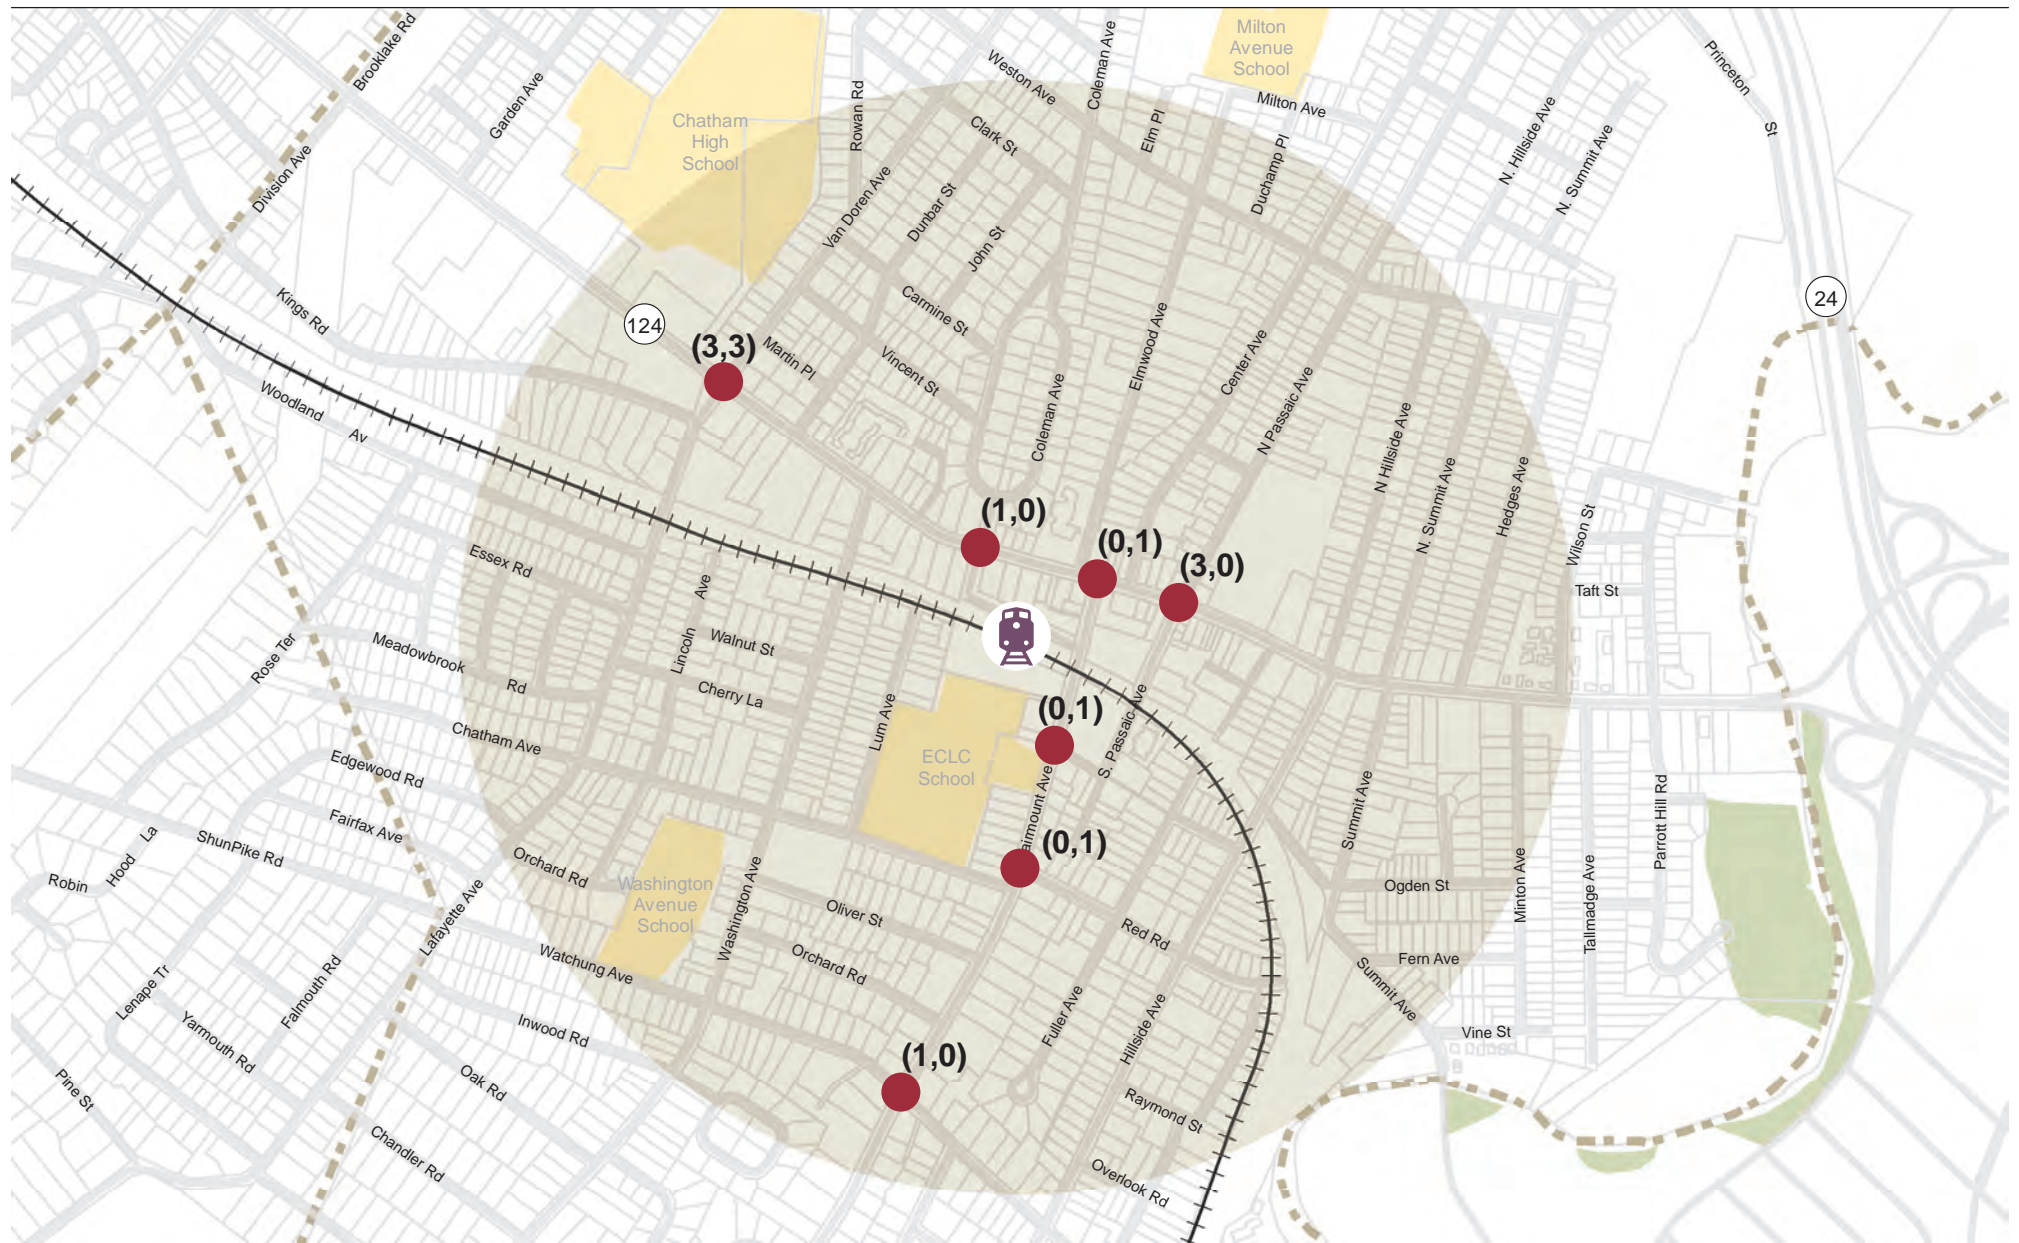 Brooklake Rd
Garden Ave
Division Ave
Chatham
High
School
Rowan Rd
Weston Ave
Coleman Ave
Milton
Avenue
School
Milton Ave
Princeton
St
Clark St
Elm Pl
Duchamp Pl
N. Hillside Ave
N. Summit Ave
Van Doren Ave
Dunbar St
John St
Kings Rd
124
(3,3)
Martin Pl
Carmine St
Vincent St
Coleman Ave
Elmwood Ave
Center Ave
N Passaic Ave
N Hillside Ave
N. Summit Ave
Hedges Ave
24
Woodland
Av
(1,0)
(0,1)
(3,0)
Wilson St
Taft St
Essex Rd
Lincoln
Ave
Walnut St
Cherry La
Rose Ter
Meadowbrook
Rd
Chatham Ave
Lum Ave
ECLC
School
(0,1)
S. Passaic Ave
Edgewood Rd
Fairfax Ave
ShunPike Rd
Robin
Hood
La
Orchard Rd
Washington
Avenue
School
Washington Ave
airmount Ave
(0,1)
Summit Ave
Ogden St
Minton Ave
Tallmadge Ave
Parrott Hill Rd
Lafayette Ave
Watchung Ave
Oliver St
Orchard Rd
Red Rd
Fern Ave
Summit Ave
Lenape Tr
Falmouth Rd
Yarmouth Rd
Inwood Rd
Fuller Ave
Hillside Ave
Vine St
(1,0)
Pine St
Oak Rd
Chandler Rd
Raymond St
Overlook Rd